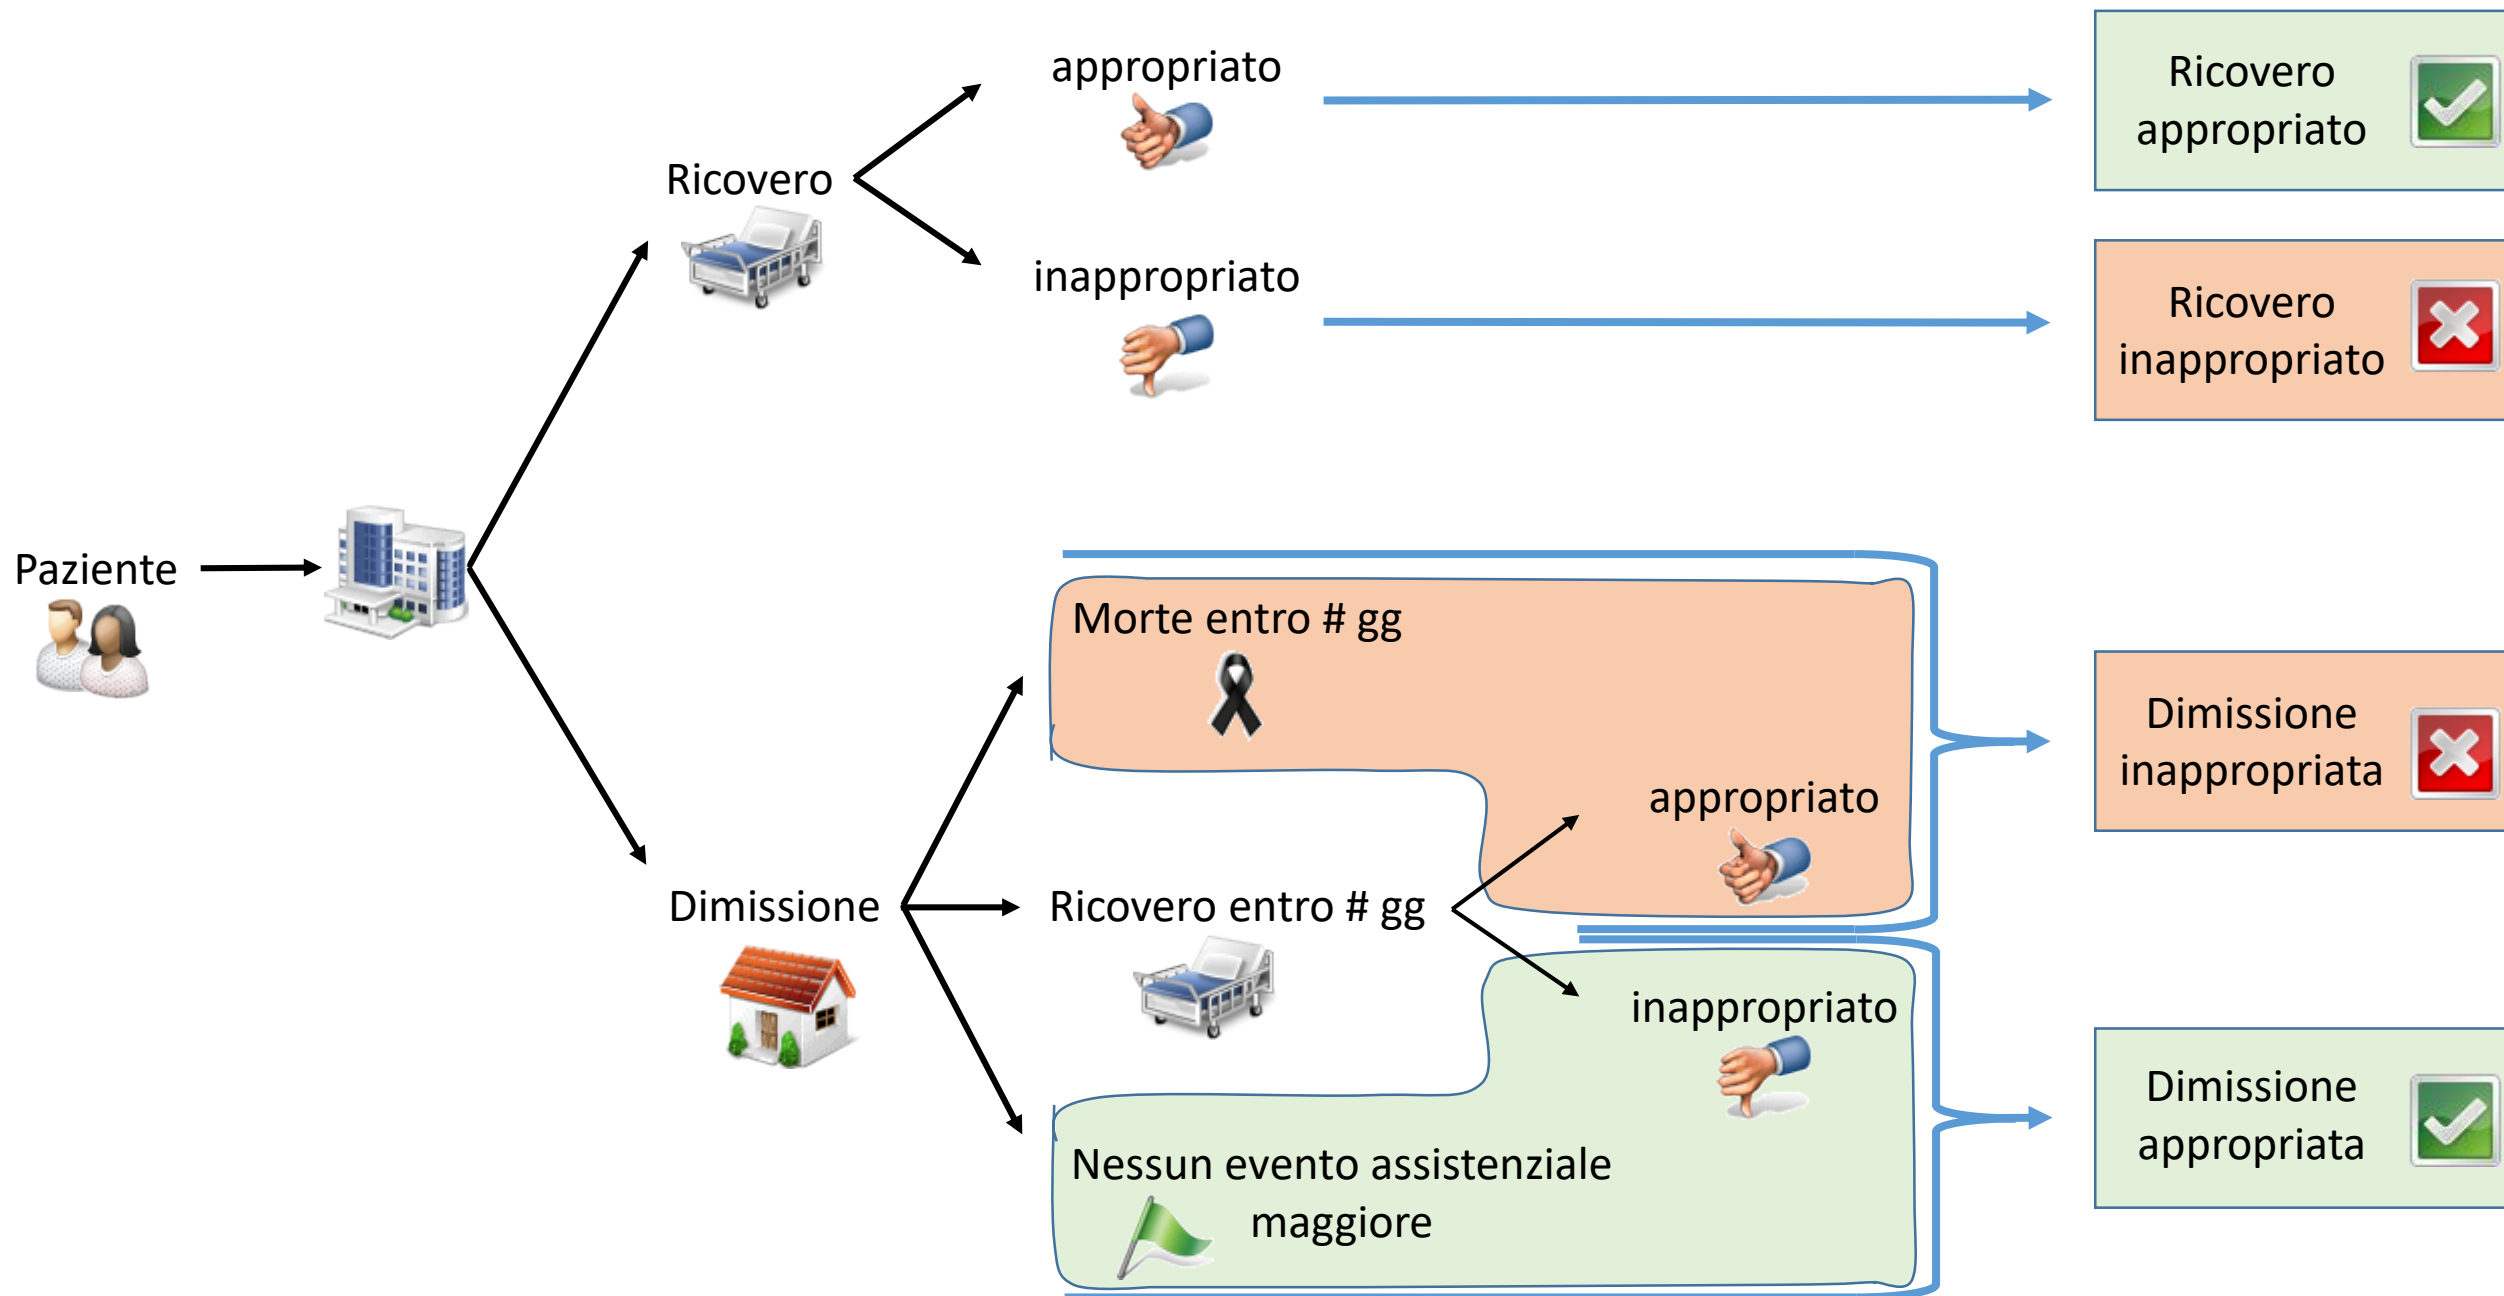 appropriato
Ricovero
appropriato
Ricovero
inappropriato
Ricovero
inappropriato
Paziente
Morte entro # gg
Dimissione
inappropriata
appropriato
Dimissione
Ricovero entro # gg
inappropriato
Dimissione
appropriata
Nessun evento assistenziale
maggiore